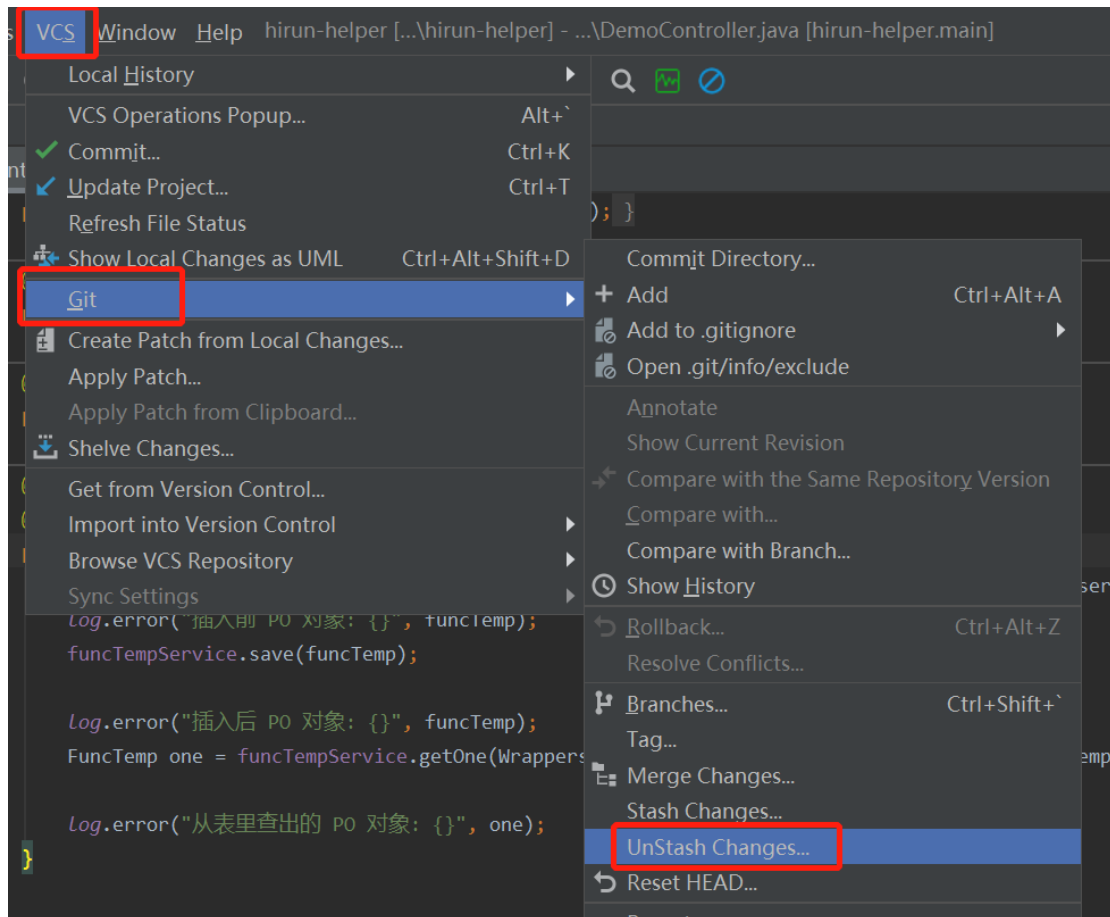 VCS Window Help hirun-helper [...\hirun-helper] - ...\DemoController.java [hirun-helper.main]
Local History
VCS Operations Popup... Alt+`
Commit... Ctrl+K
Update Project... Ctrl+T
Refresh File Status
); }
Show Local Changes as UML Ctrl+Alt+Shift+D
Git
Create Patch from Local Changes...
Apply Patch...
Apply Patch from Clipboard...
Shelve Changes...
Get from Version Control...
Import into Version Control
Browse VCS Repository
Sync Settings
Commit Directory...
Add Ctrl+Alt+A
Add to .gitignore
Open .git/info/exclude
Annotate
Show Current Revision
Compare with the Same Repository Version
Compare with...
Compare with Branch...
Show History
Rollback... Ctrl+Alt+Z
Resolve Conflicts...
Branches... Ctrl+Shift+`
Tag...
Merge Changes...
Stash Changes...
UnStash Changes...
Reset HEAD...
log.error("插入前 PO 对象: {}", funcTemp);
funcTempService.save(funcTemp);
log.error("插入后 PO 对象: {}", funcTemp);
FuncTemp one = funcTempService.getOne(Wrappers
log.error("从表里查出的 PO 对象: {}", one);
}